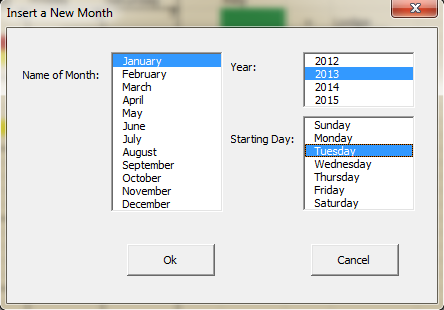 Insert a New Month
Name of Month:
January
February
March
April
May
June
July
August
September
October
November
December
Year:
2012
2013
2014
2015
Starting Day:
Sunday
Monday
Tuesday
Wednesday
Thursday
Friday
Saturday
Ok
Cancel